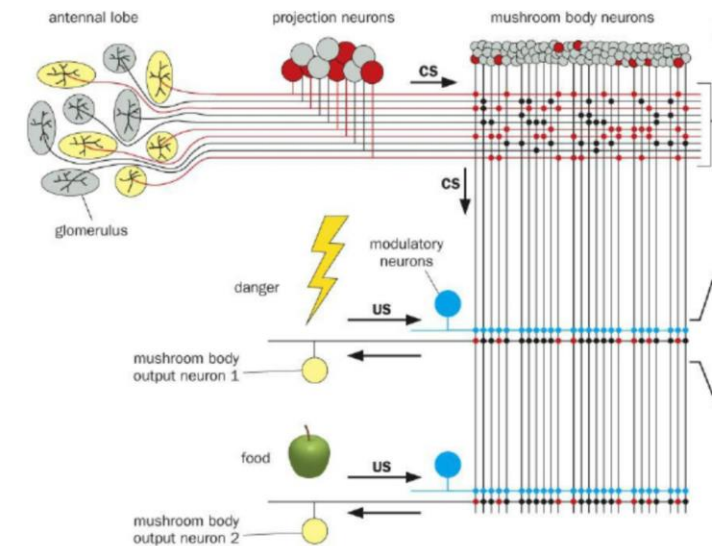 antennal lobe
projection neurons
mushroom body neurons
CS
CS
glomerulus
modulatory
neurons
danger
US
mushroom body
output neuron 1
food
US
mushroom body
output neuron 2